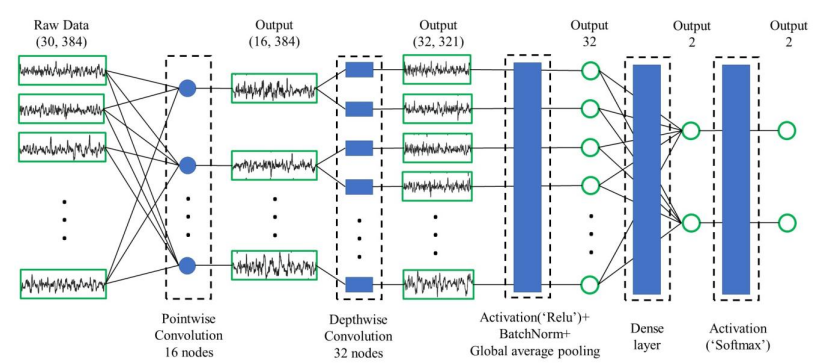 Raw Data
(30, 384)
Output
(16, 384)
Output
(32, 321)
Output
32
Output
2
Output
2
Pointwise
Convolution
16 nodes
Depthwise
Convolution
32 nodes
Activation(‘Relu’)+
BatchNorm+
Global average pooling
Dense
layer
Activation
(‘Softmax’)